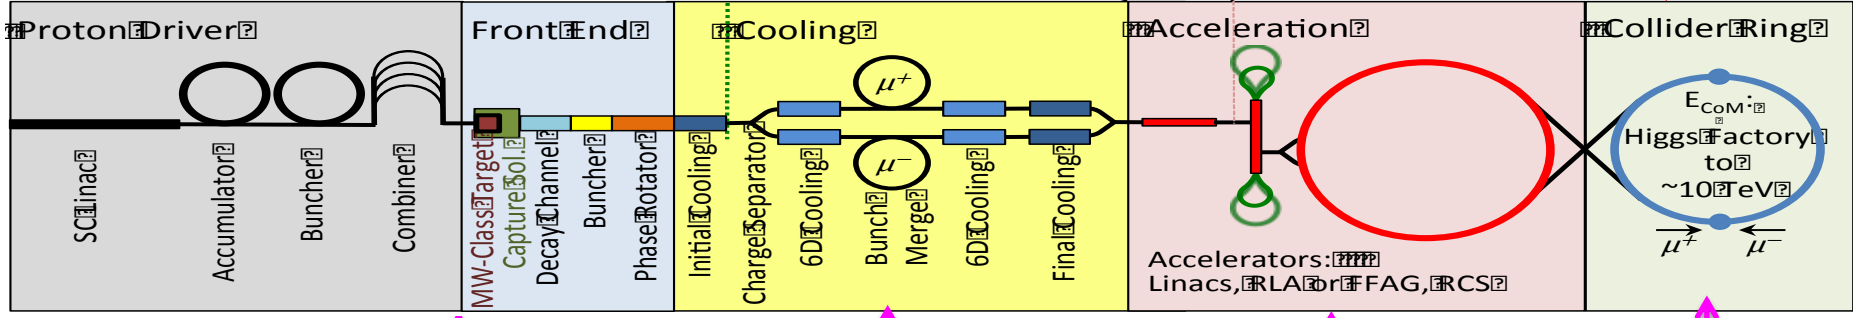 Proton Driver
Front End
Cooling
Acceleration
Collider Ring
SC Linac
Accumulator
Buncher
Combiner
MW-Class Target
Capture Sol.
Decay Channel
Buncher
Phase Rotator
Initial Cooling
Charge Separator
6D Cooling
μ+
μ−
Bunch
Merge
6D Cooling
Final Cooling
Accelerators:
Linacs, RLA or FFAG, RCS
ECoM:
Higgs Factory
to
~10 TeV
μ+ μ−